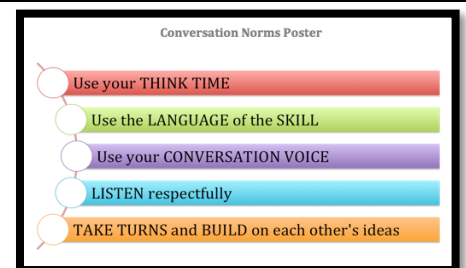 Conversation Norms Poster
Use your THINK TIME
Use the LANGUAGE of the SKILL
Use your CONVERSATION VOICE
LISTEN respectfully
TAKE TURNS and BUILD on each other's ideas